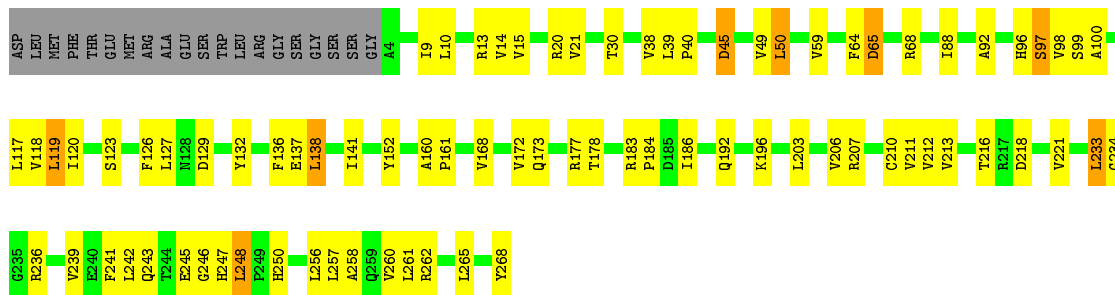 ASP LEU MET PHE THR GLU MET ARG ALA GLU SER TRP LEU ARG GLY SER GLY SER SER GLY A4 I9 L10 R13 V14 V15 R20 V21 T30 V38 L39 P40 D45 V49 L50 V59 F64 D65 R68 I88 A92 H96 S97 V98 S99 A100
L117 V118 L119 I120 S123 F126 L127 N128 D129 Y132 F136 E137 L138 I141 Y152 A160 P161 V168 V172 Q173 R177 T178 R183 P184 D185 I186 Q192 K196 L203 V206 R207 C210 V211 V212 V213 T216 R217 D218 V221 L233
G235 R236 V239 E240 F241 L242 Q243 T244 E245 G246 H247 L248 P249 H250 L256 L257 A258 Q259 V260 L261 R262 L265 Y268